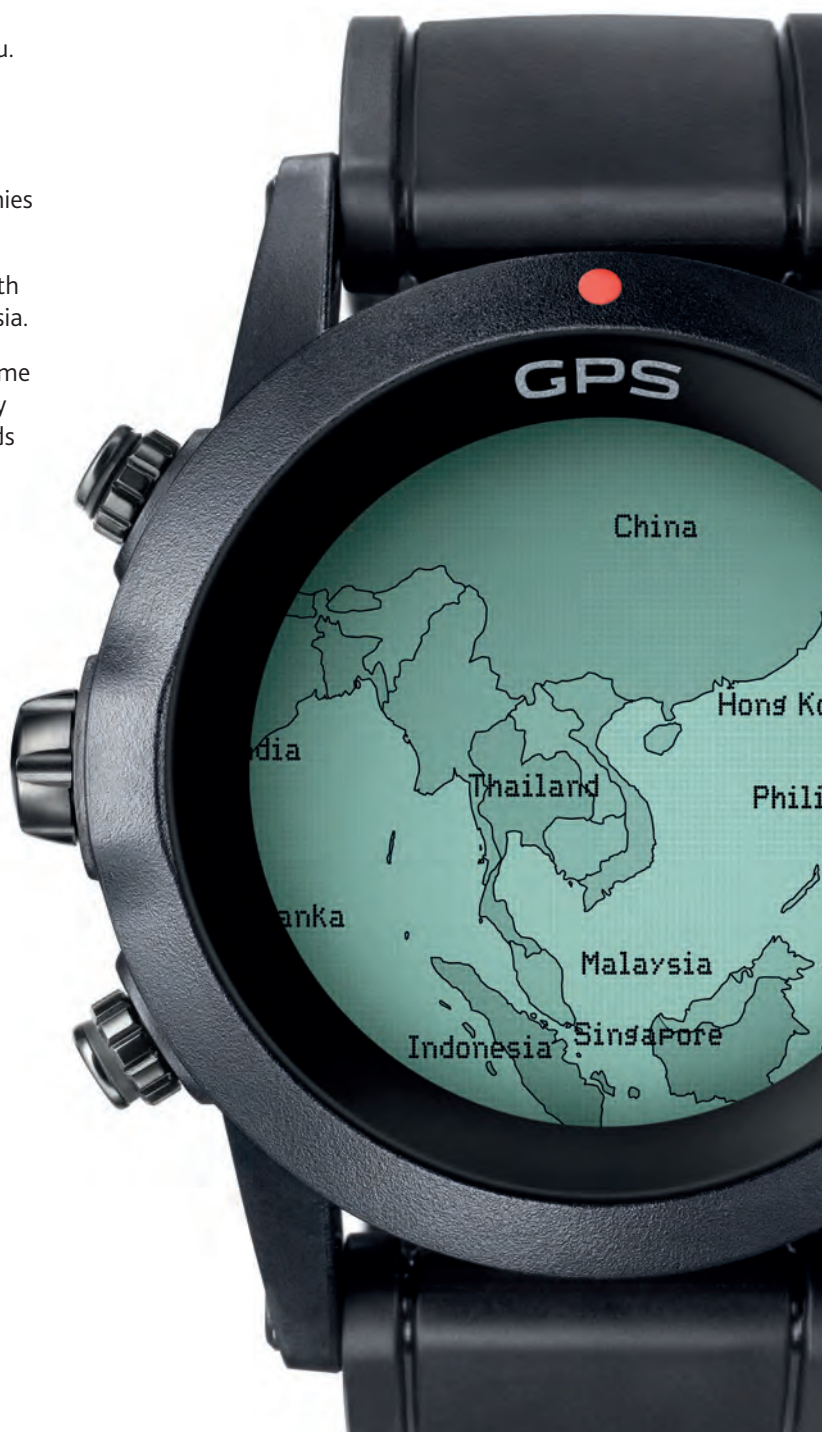 u.
nies
th
sia.
me
y
ds
GPS
China
Hong Ko
dia
Thailand
Phili
anka
Malaysia
Singapore
Indonesia